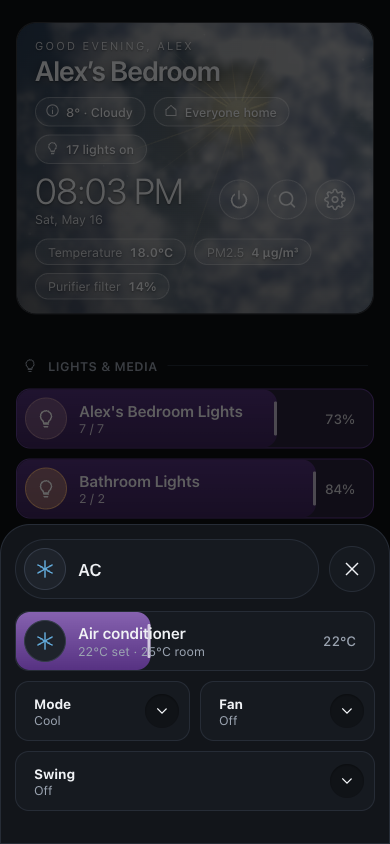 GOOD EVENING, ALEX
Alex's Bedroom
8° · Cloudy
Everyone home
17 lights on
08:03 PM
Sat, May 16
Temperature 18.0°C
PM2.5 4 µg/m³
Purifier filter 14%
LIGHTS & MEDIA
Alex's Bedroom Lights
7 / 7
73%
Bathroom Lights
2 / 2
84%
AC
Air conditioner
22°C set · 25°C room
22°C
Mode
Cool
Fan
Off
Swing
Off